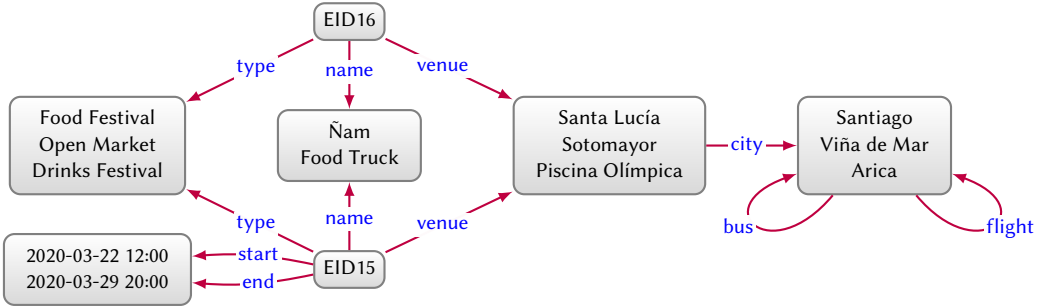 EID16
type
name
venue
Food Festival
Open Market
Drinks Festival
Ñam
Food Truck
Santa Lucía
Sotomayor
Piscina Olímpica
city
Santiago
Viña de Mar
Arica
bus
flight
type
name
venue
start
end
EID15
2020-03-22 12:00
2020-03-29 20:00